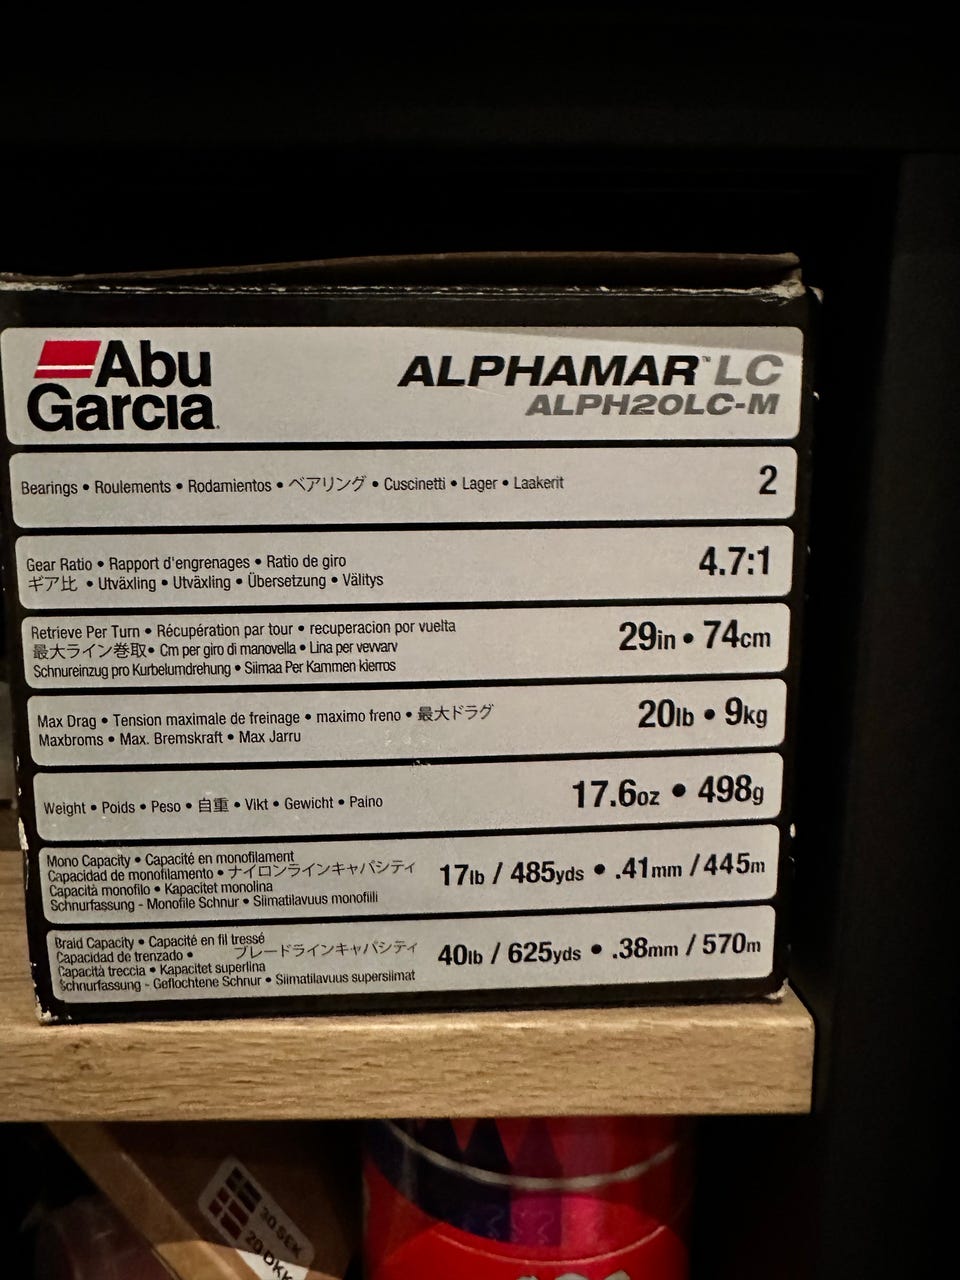 Abu
Garcia
ALPHAMAR™ LC
ALPH20LC-M
Bearings • Roulements • Rodamientos • ベアリング • Cuscinetti • Lager • Laakerit
2
Gear Ratio • Rapport d'engrenages • Ratio de giro
ギア比 • Utväxling • Utväxling • Übersetzung • Välitys
4.7:1
Retrieve Per Turn • Récupération par tour • recuperacion por vuelta
最大ライン巻取• Cm per giro di manovella • Lina per vevvarv
Schnureinzug pro Kurbelumdrehung • Siimaa Per Kammen kierros
29in • 74cm
Max Drag • Tension maximale de freinage • maximo freno • 最大ドラグ
Maxbroms • Max. Bremskraft • Max Jarru
20lb • 9kg
Weight • Poids • Peso • 自重 • Vikt • Gewicht • Paino
17.6oz • 498g
Mono Capacity • Capacité en monofilament
Capacidad de monofilamento • ナイロンラインキャパシティ
Capacità monofilo • Kapacitet monolina
Schnurfassung - Monofile Schnur • Siimatilavuus monofiili
17lb / 485yds • .41mm / 445m
Braid Capacity • Capacité en fil tressé
Capacidad de trenzado • ブレードラインキャパシティ
Capacità treccia • Kapacitet superlina
Schnurfassung - Geflochtene Schnur • Siimatilavuus supersiimat
40lb / 625yds • .38mm / 570m
30 SEK
20 DKK